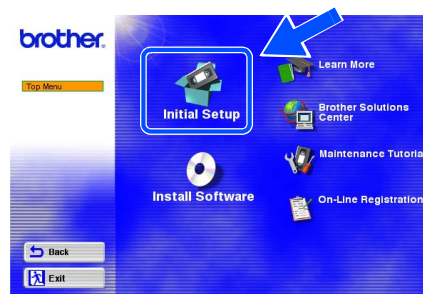 brother.
Top Menu
Initial Setup
Install Software
Learn More
Brother Solutions
Center
Maintenance Tutoria
On-Line Registration
Back
Exit